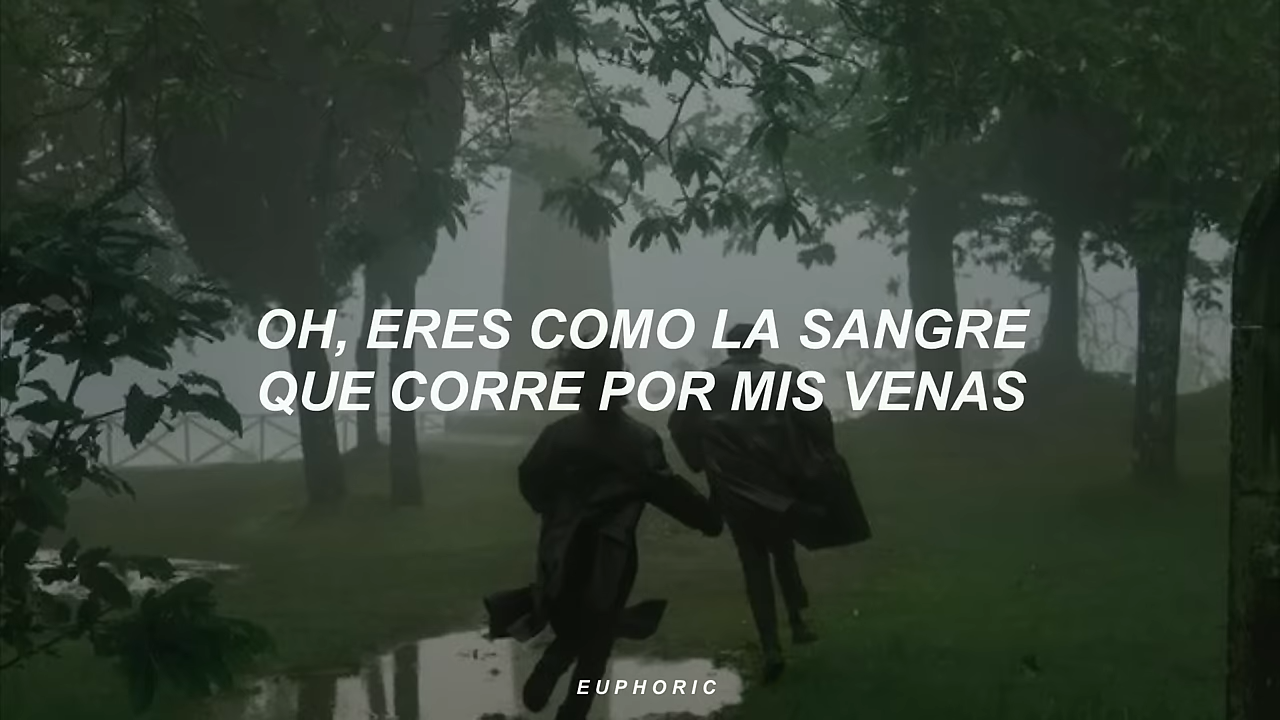 OH, ERES COMO LA SANGRE
QUE CORRE POR MIS VENAS
EUPHORIC